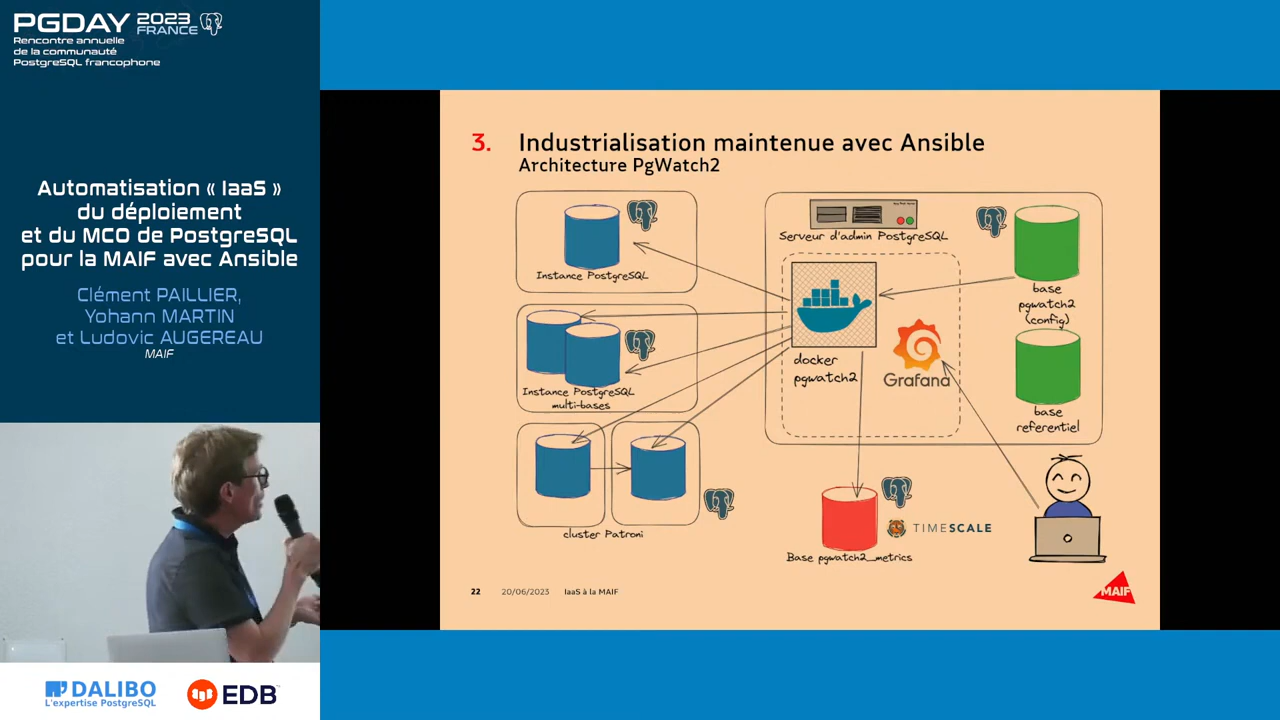 PGDAY 2023
FRANCE
Rencontre annuelle
de la communauté
PostgreSQL francophone
Automatisation « IaaS »
du déploiement
et du MCO de PostgreSQL
pour la MAIF avec Ansible
Clément PAILLIER,
Yohann MARTIN
et Ludovic AUGEREAU
MAIF
DALIBO
L'expertise PostgreSQL
EDB
3. Industrialisation maintenue avec Ansible
Architecture PgWatch2
Instance PostgreSQL
Instance PostgreSQL
multi-bases
cluster Patroni
Serveur d'admin PostgreSQL
docker
pgwatch2
Grafana
base
pgwatch2
(config)
base
referentiel
Base pgwatch2_metrics
TIMESCALE
22 20/06/2023 IaaS à la MAIF
MAIF